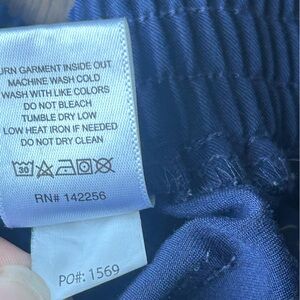 URN GARMENT INSIDE OUT
MACHINE WASH COLD
WASH WITH LIKE COLORS
DO NOT BLEACH
TUMBLE DRY LOW
LOW HEAT IRON IF NEEDED
DO NOT DRY CLEAN
30
RN# 142256
PO#: 1569